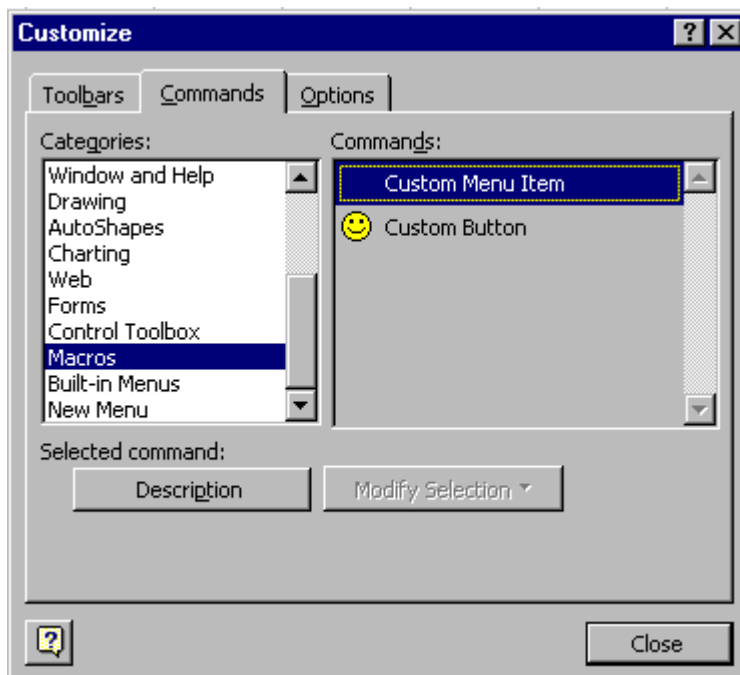 Customize
Toolbars Commands Options
Categories: Commands:
Window and Help
Drawing
AutoShapes
Charting
Web
Forms
Control Toolbox
Macros
Built-in Menus
New Menu
Custom Menu Item
Custom Button
Selected command:
Description Modify Selection
Close